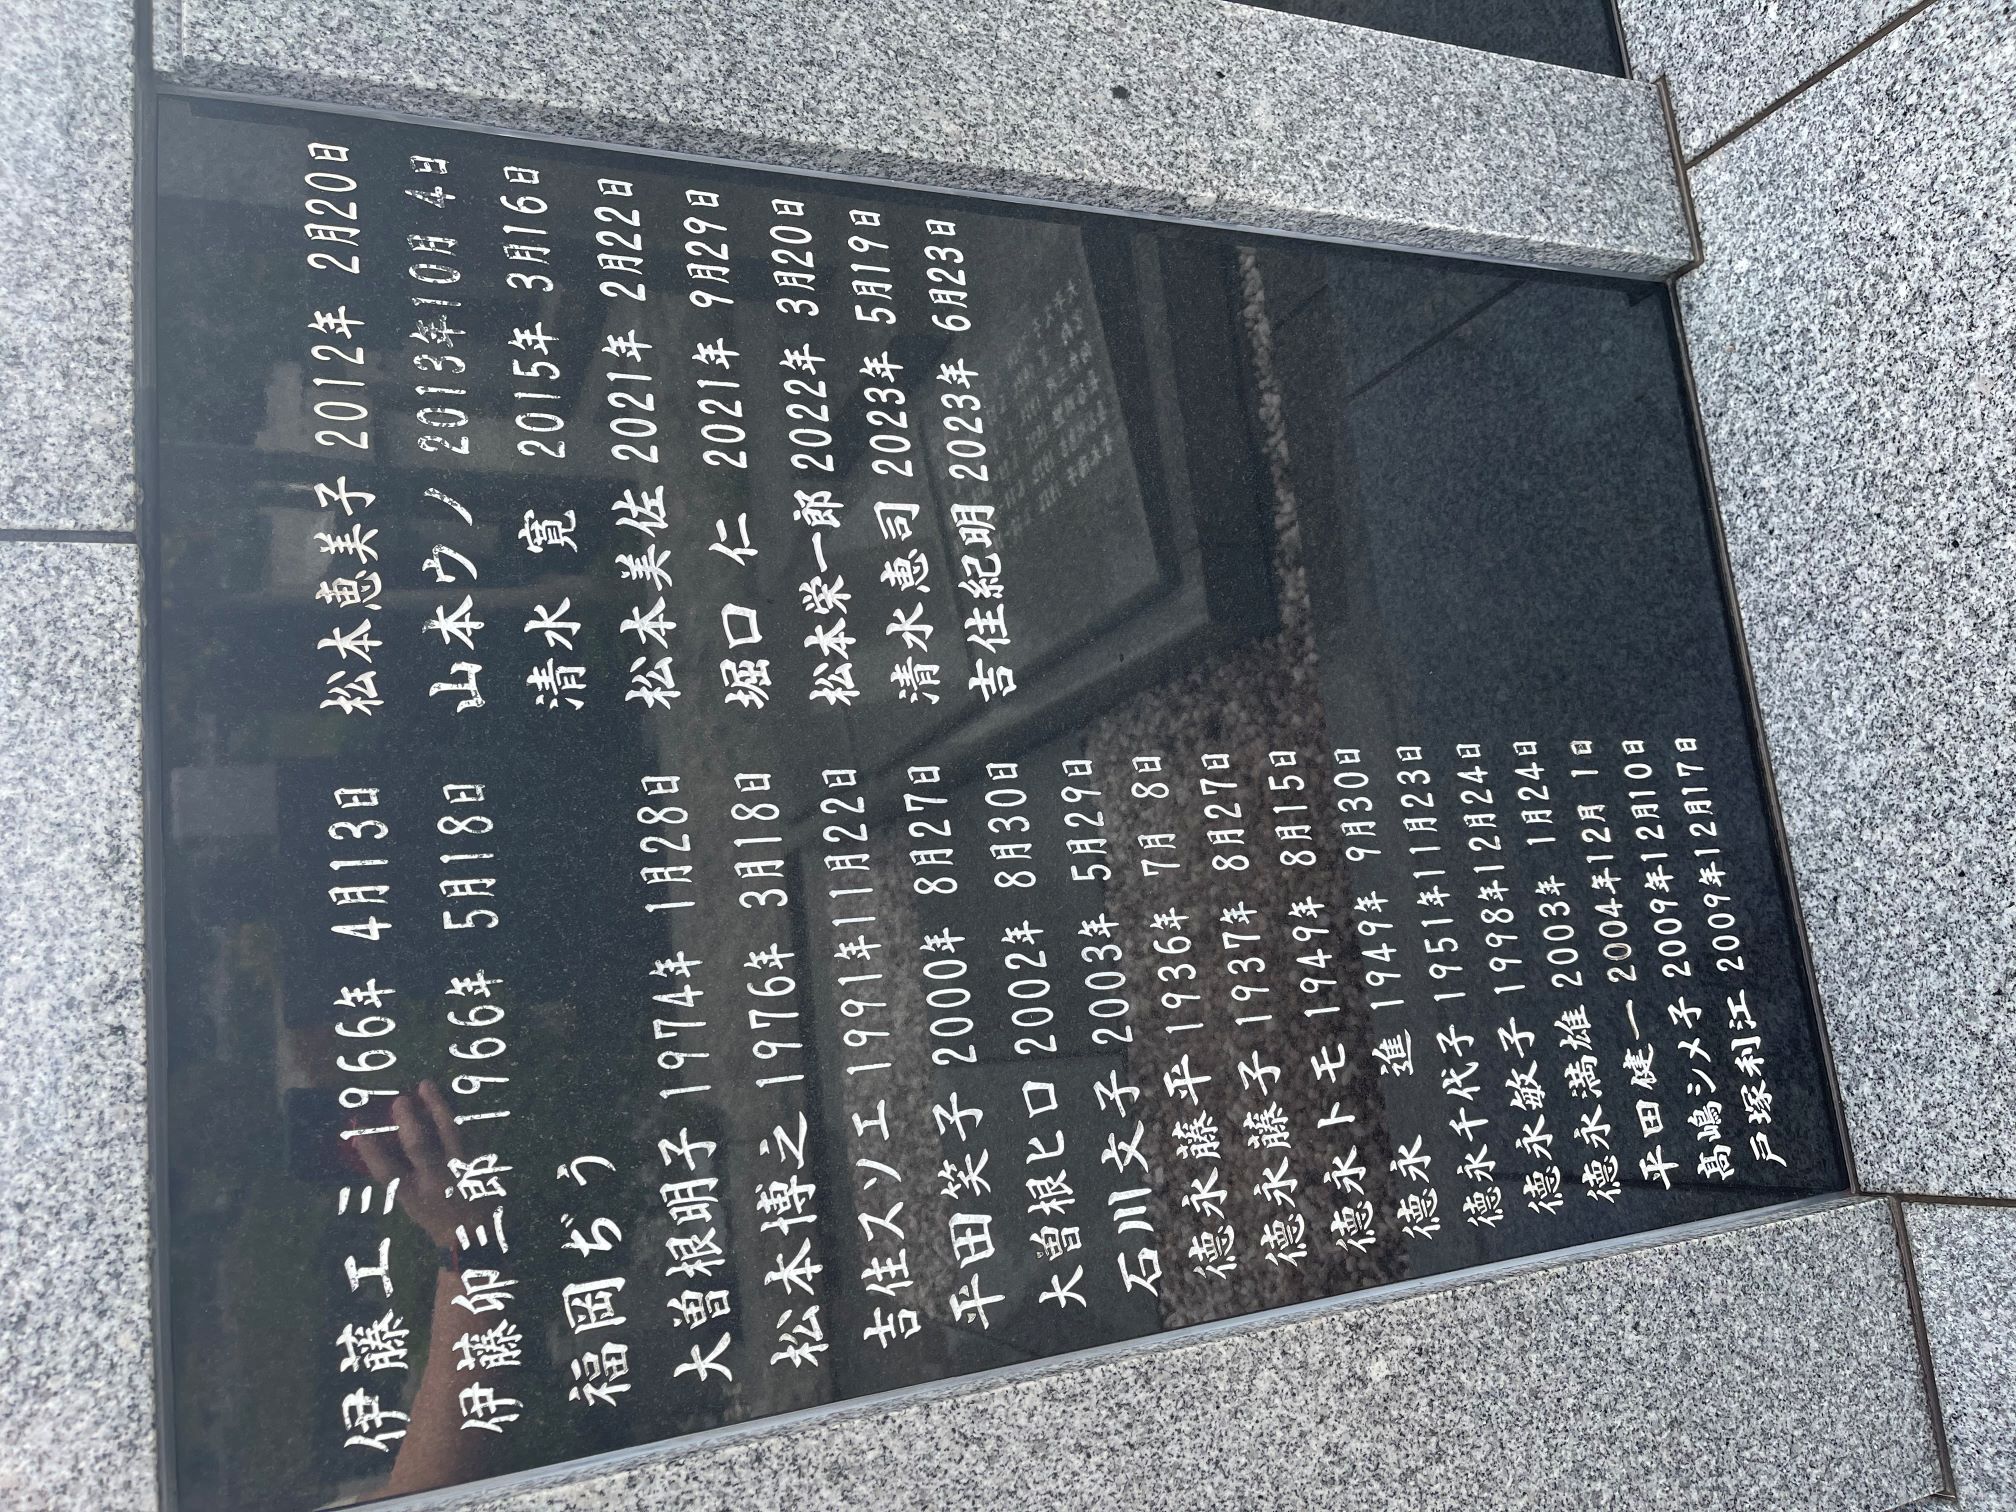 伊藤工三 1966年 4月13日
伊藤卯三郎 1966年 5月18日
福岡ぢう
大曽根明子 1974年 1月28日
松本博之 1976年 3月18日
吉住スソエ 1991年11月22日
平田笑子 2000年 8月27日
大曽根ヒロ 2002年 8月30日
石川文子 2003年 5月29日
德永藤平 1936年 7月 8日
德永藤子 1937年 8月27日
德永トモ 1949年 8月15日
德永 進 1949年 9月30日
德永千代子 1951年11月23日
德永敏子 1998年12月24日
德永満雄 2003年 1月24日
平田健一 2004年12月 1日
髙嶋シメ子 2009年12月10日
戸塚利江 2009年12月17日
松本恵美子 2012年 2月20日
山本ウノ 2013年10月 4日
清水 寛 2015年 3月16日
松本美佐 2021年 2月22日
堀口 仁 2021年 9月29日
松本栄一郎 2022年 3月20日
清水恵司 2023年 5月19日
吉住紀明 2023年 6月23日